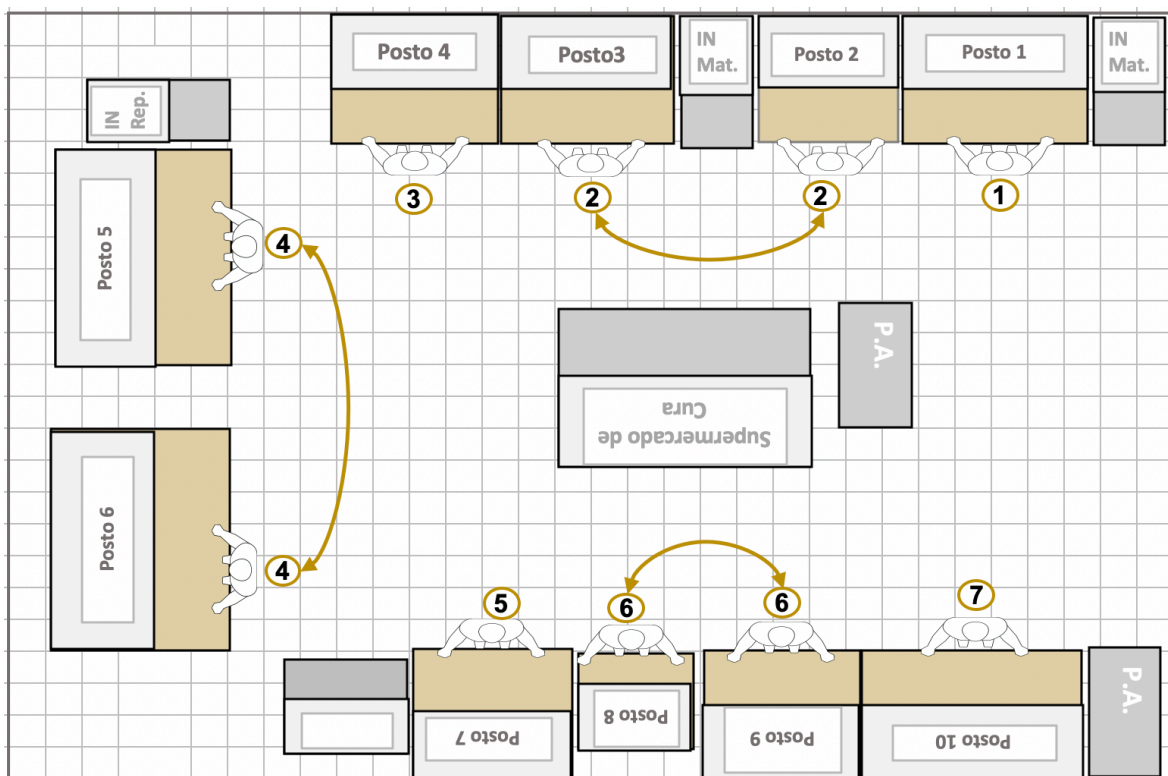 Posto 4
Posto3
IN
Mat.
Posto 2
Posto 1
IN
Mat.
IN
Rep.
3
2
2
1
Posto 5
4
P.A.
Supermercado de
Cura
Posto 6
4
5
6
6
7
Posto 7
Posto 8
Posto 9
Posto 10
P.A.